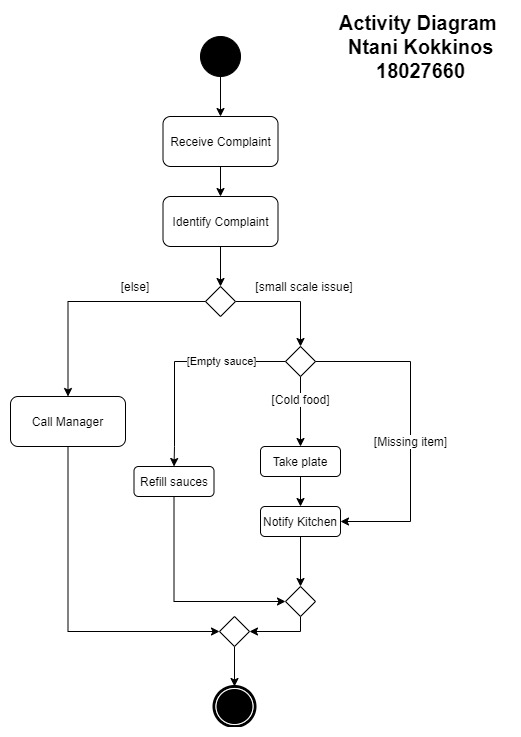 Activity Diagram
Ntani Kokkinos
18027660
Receive Complaint
Identify Complaint
[else]
[small scale issue]
[Empty sauce]
[Cold food]
[Missing item]
Call Manager
Take plate
Refill sauces
Notify Kitchen